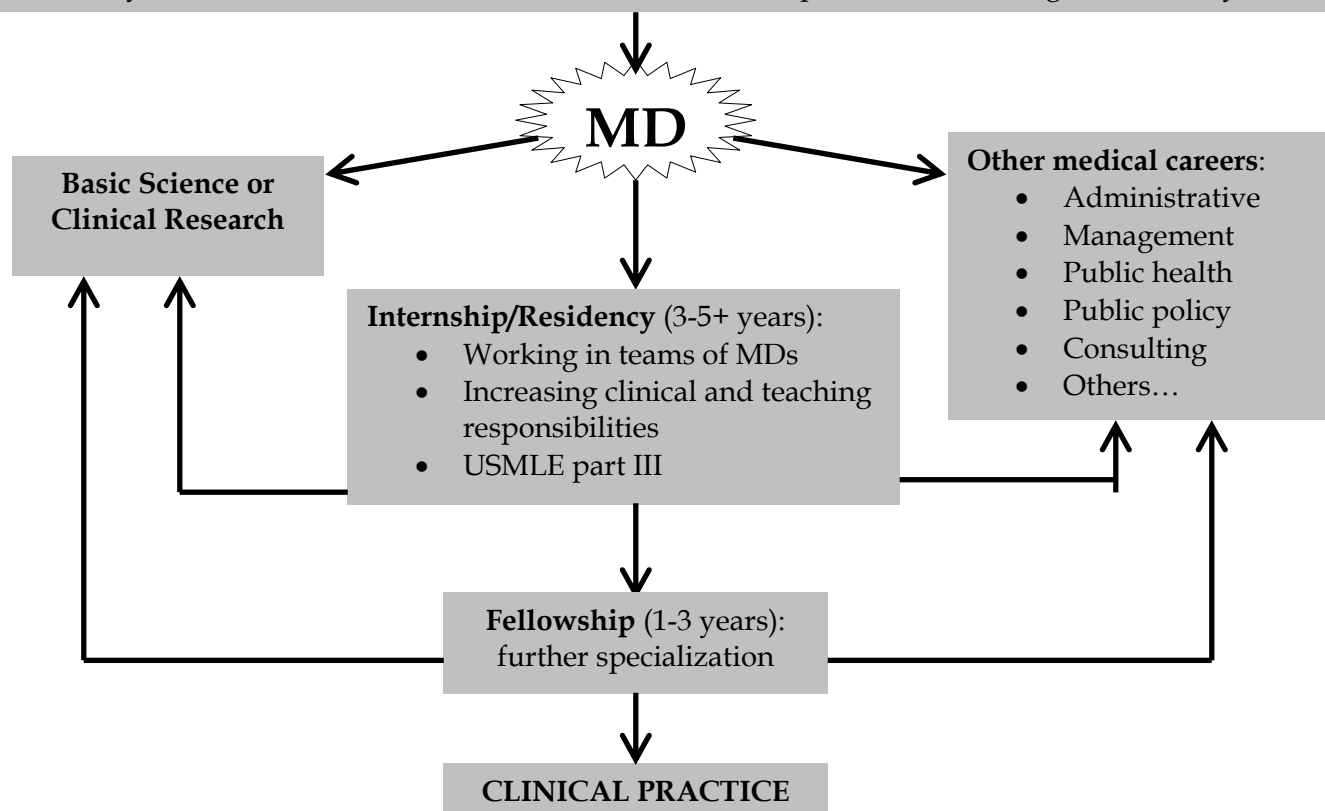 MD
Basic Science or
Clinical Research
Other medical careers:
• Administrative
• Management
• Public health
• Public policy
• Consulting
• Others…
Internship/Residency (3-5+ years):
• Working in teams of MDs
• Increasing clinical and teaching
responsibilities
• USMLE part III
Fellowship (1-3 years):
further specialization
CLINICAL PRACTICE